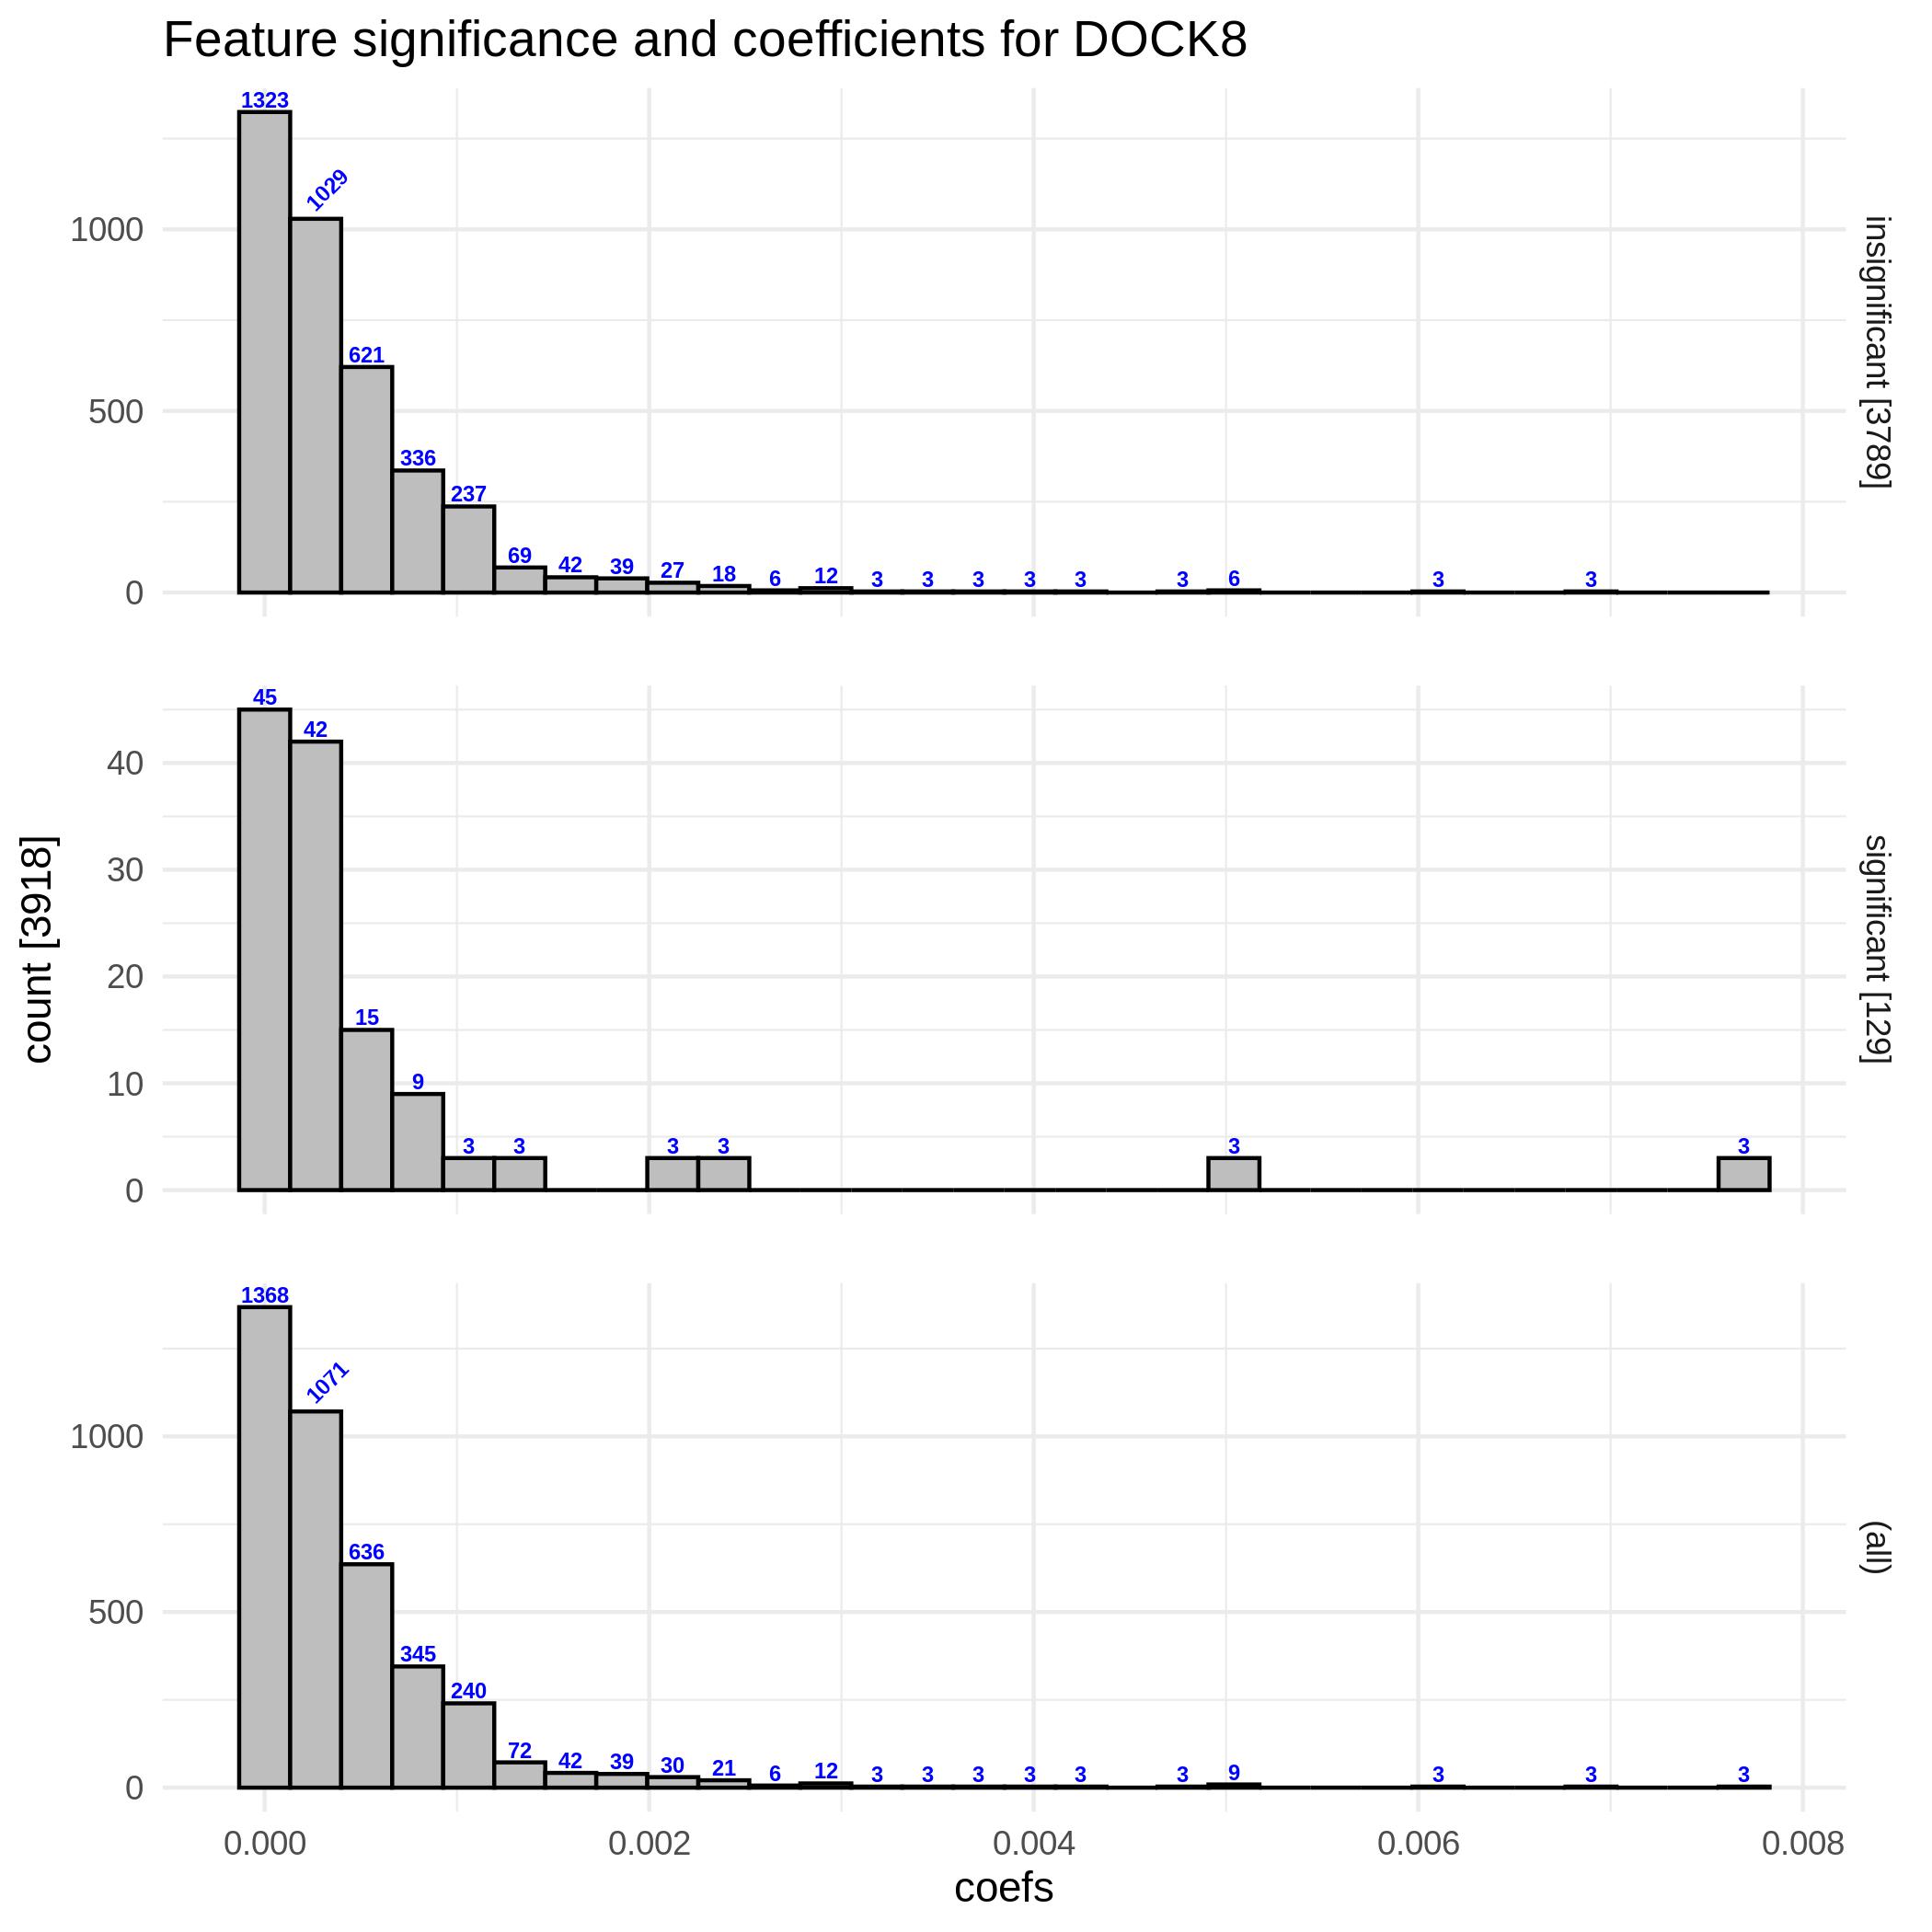 Feature significance and coefficients for DOCK8
1323
1029
621
336
237
69 42 39 27 18 6 12 3 3 3 3 3 3 6 3 3
1000
500
0
insignificant [3789]
45
42
15
9
3 3 3 3 3 3
40
30
20
10
0
significant [129]
count [3918]
1368
1071
636
345
240
72 42 39 30 21 6 12 3 3 3 3 3 3 9 3 3 3
1000
500
0
(all)
0.000 0.002 0.004 0.006 0.008
coefs